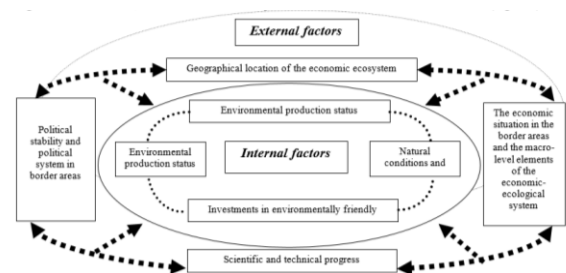 External factors
Geographical location of the economic ecosystem
Environmental production status
Political
stability and
political
system in
border areas
Environmental
production status
Internal factors
Natural
conditions and
The economic
situation in the
border areas
and the macro-
level elements
of the
economic-
ecological
system
Investments in environmentally friendly
Scientific and technical progress